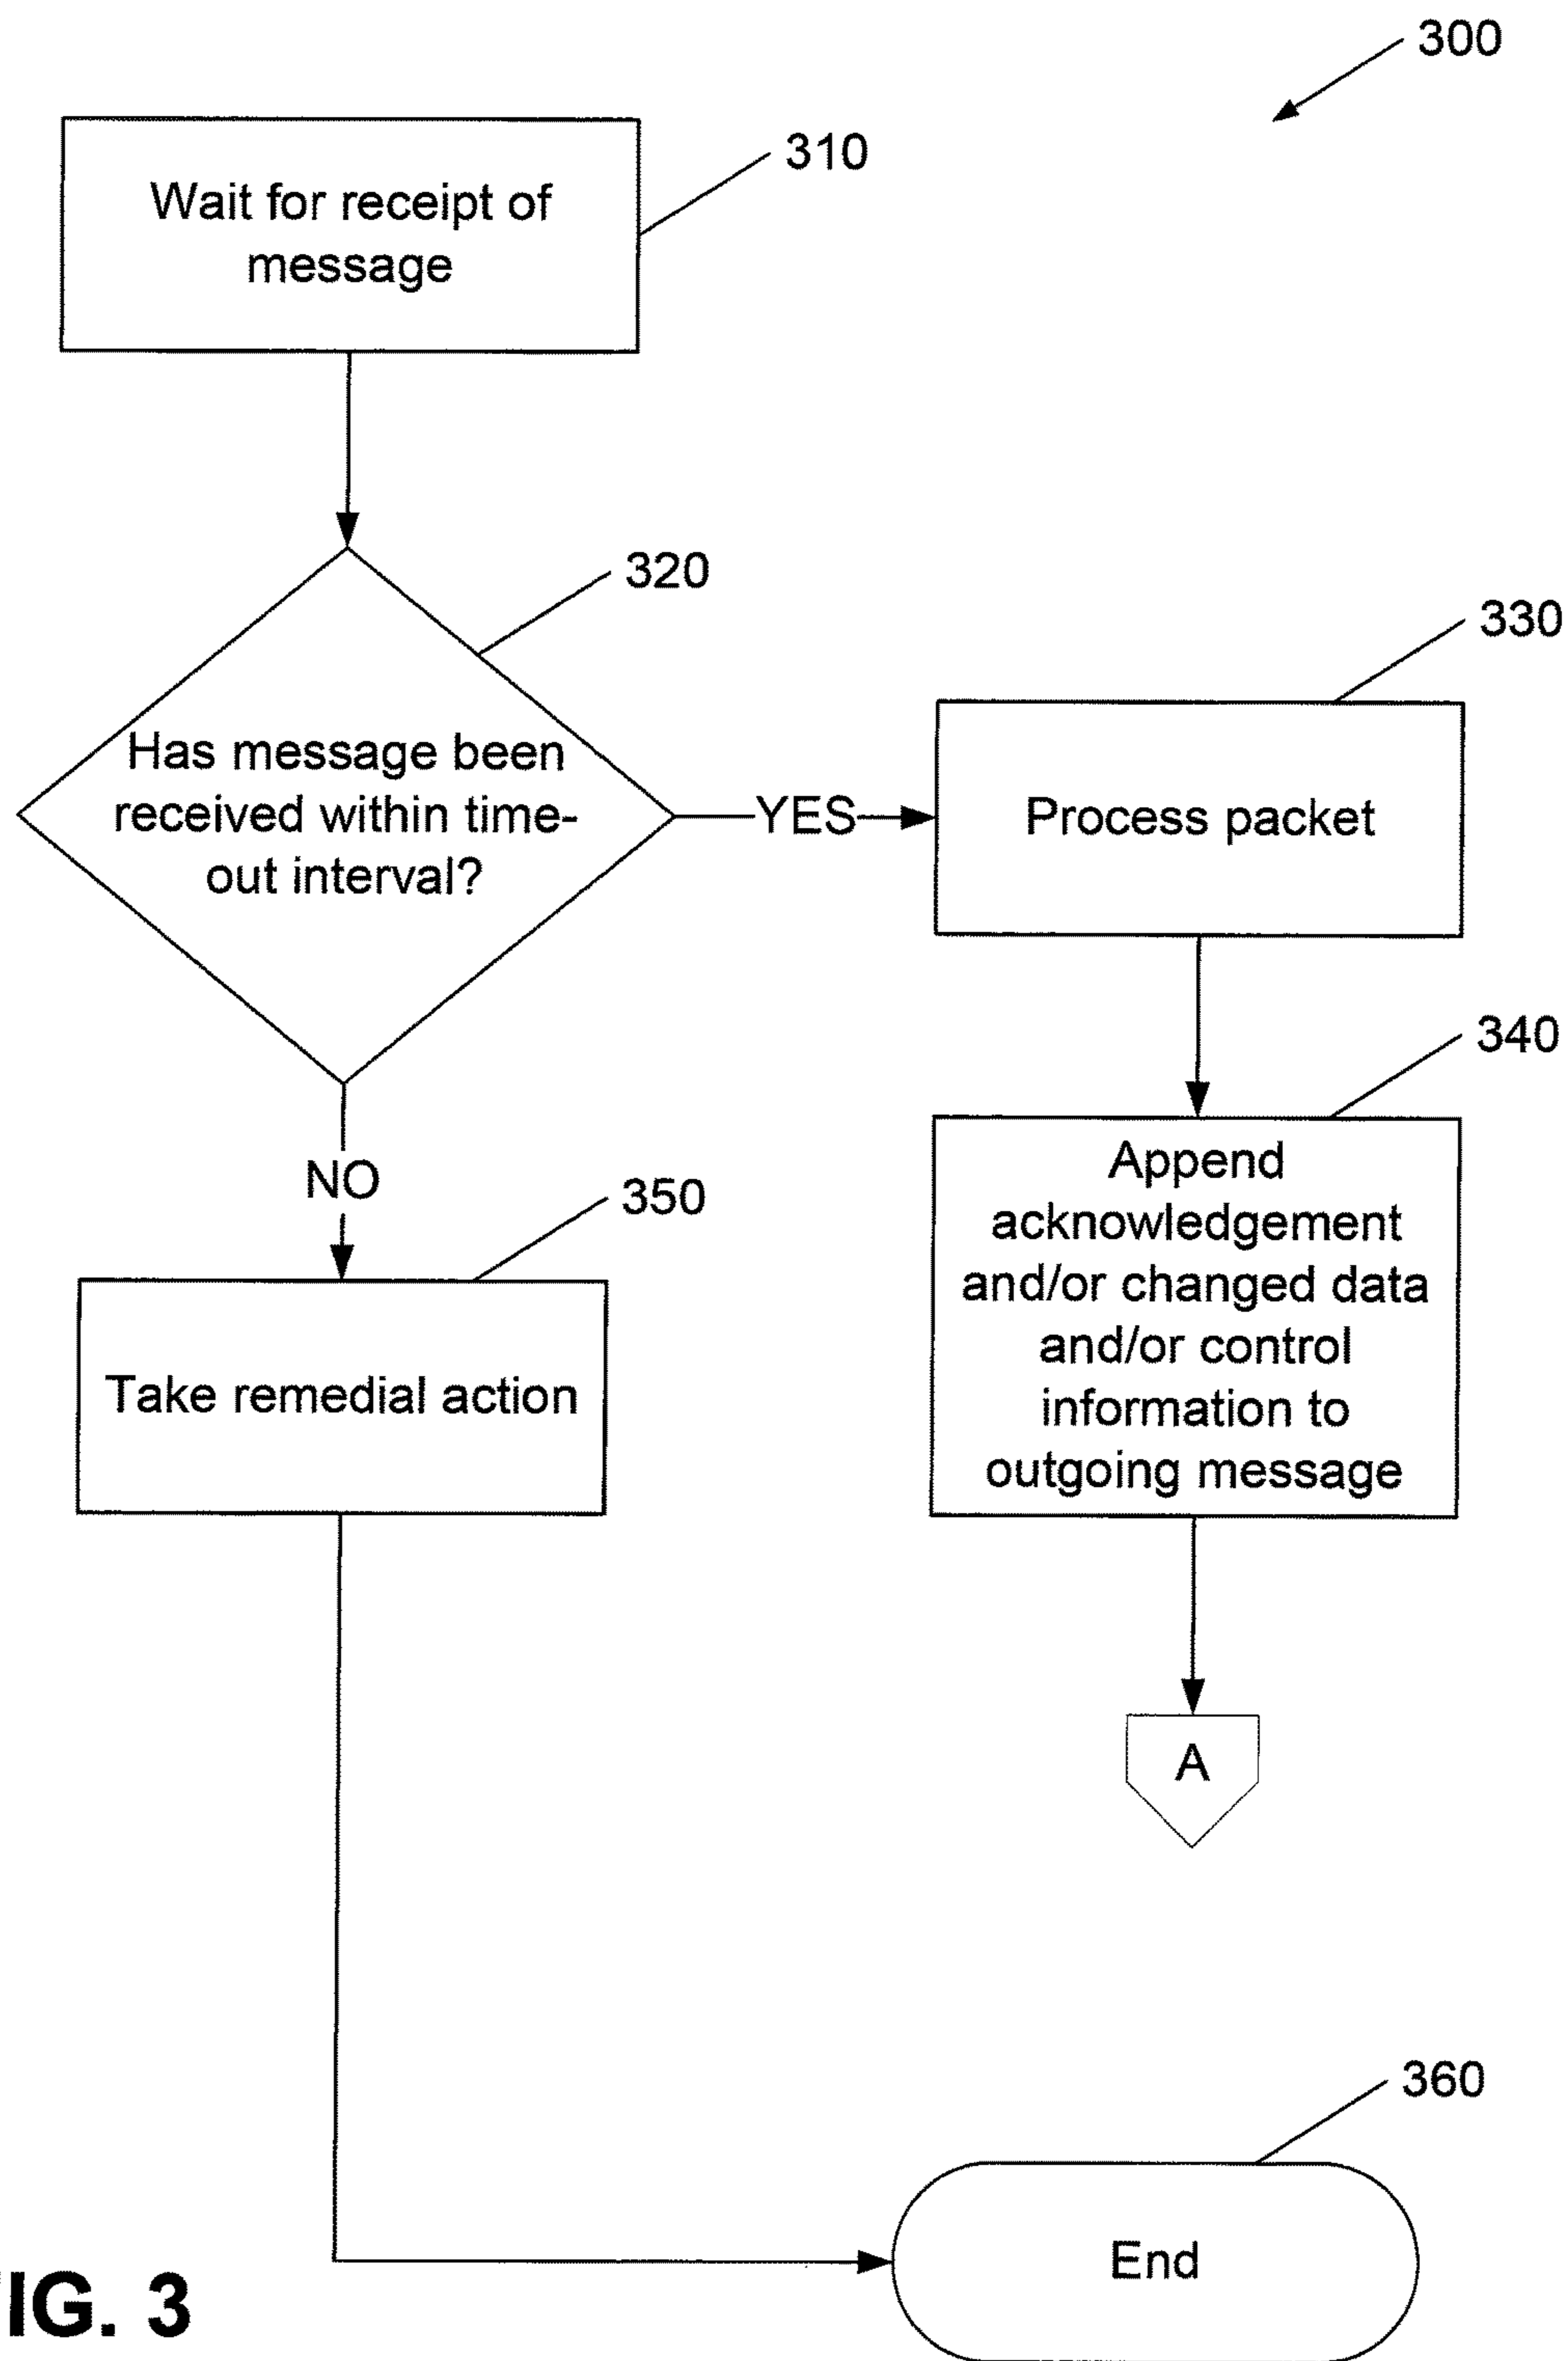 300
310
Wait for receipt of
message
320
330
Has message been
received within time-
out interval?
YES
Process packet
340
NO
350
Append
acknowledgement
and/or changed data
and/or control
information to
outgoing message
Take remedial action
A
360
End
IG. 3